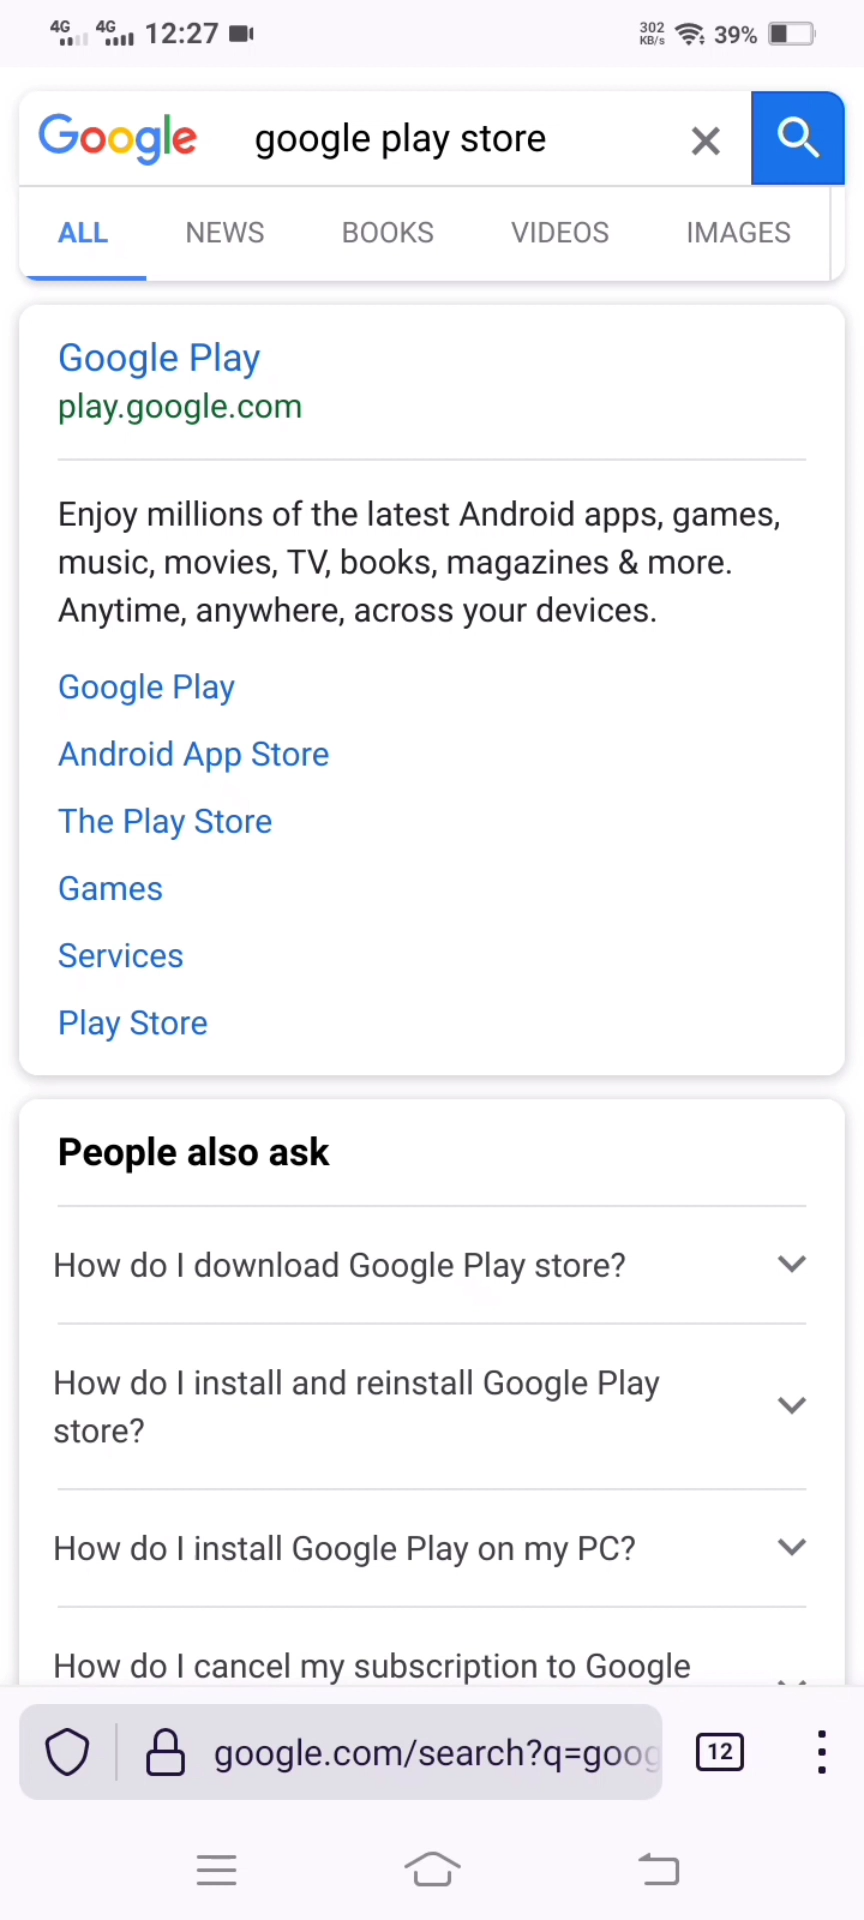 4G 4G 12:27 302 KB/s 39%
Google google play store
ALL NEWS BOOKS VIDEOS IMAGES
Google Play
play.google.com
Enjoy millions of the latest Android apps, games,
music, movies, TV, books, magazines & more.
Anytime, anywhere, across your devices.
Google Play
Android App Store
The Play Store
Games
Services
Play Store
People also ask
How do I download Google Play store?
How do I install and reinstall Google Play
store?
How do I install Google Play on my PC?
How do I cancel my subscription to Google
google.com/search?q=goog 12